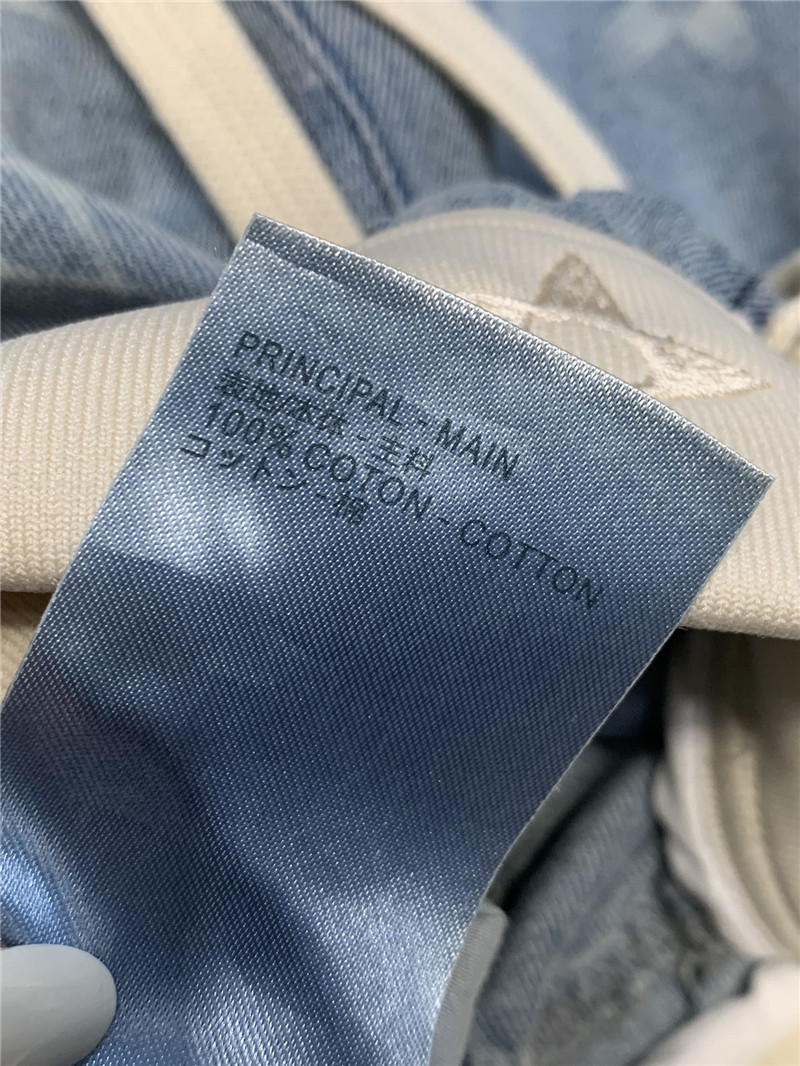 PRINCIPAL - MAIN
表地/本体 - 主料
100% COTON - COTTON
コットン - 棉